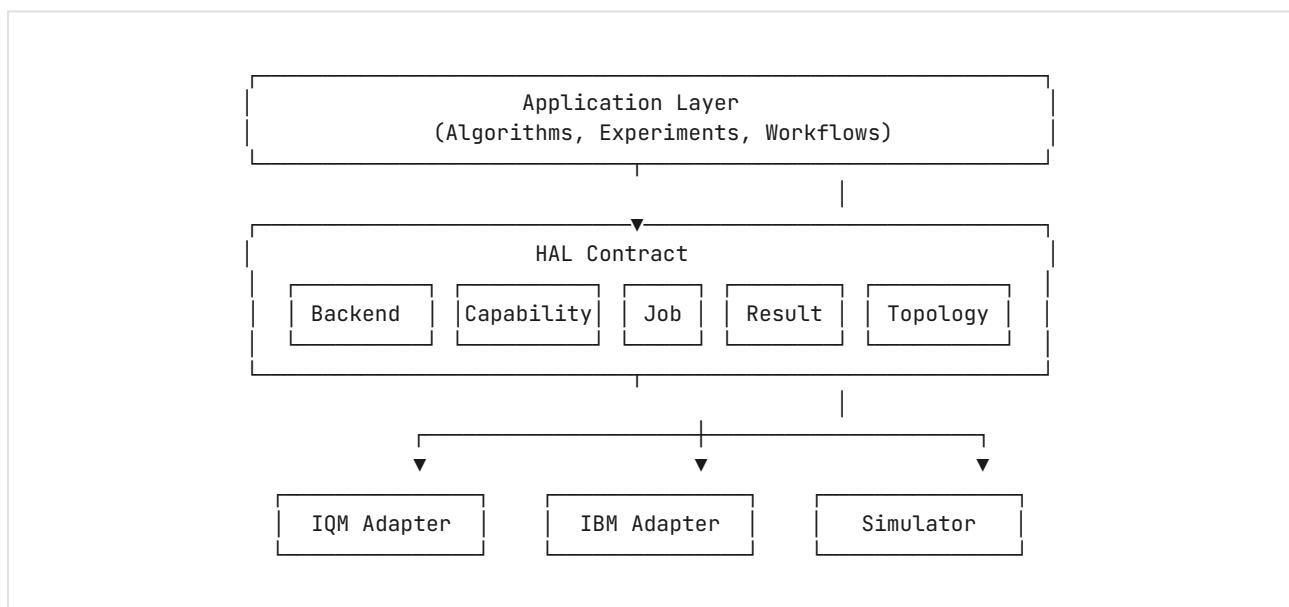 Application Layer
(Algorithms, Experiments, Workflows)
HAL Contract
Backend Capability Job Result Topology
IQM Adapter IBM Adapter Simulator